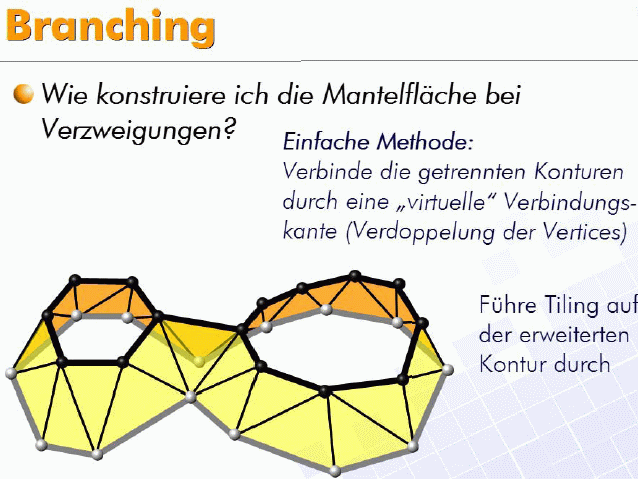 Branching
Wie konstruiere ich die Mantelfläche bei
Verzweigungen?
Einfache Methode:
Verbinde die getrennten Konturen
durch eine „virtuelle“ Verbindungs-
kante (Verdoppelung der Vertices)
Führe Tiling auf
der erweiterten
Kontur durch